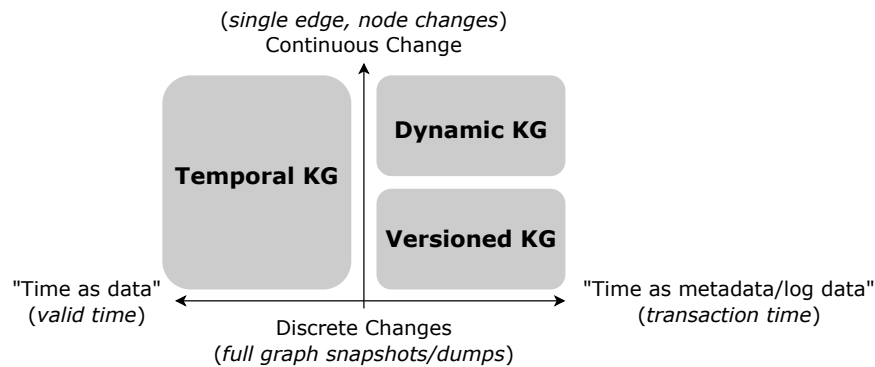 (single edge, node changes)
Continuous Change
Dynamic KG
Temporal KG
Versioned KG
"Time as data"
(valid time)
"Time as metadata/log data"
(transaction time)
Discrete Changes
(full graph snapshots/dumps)